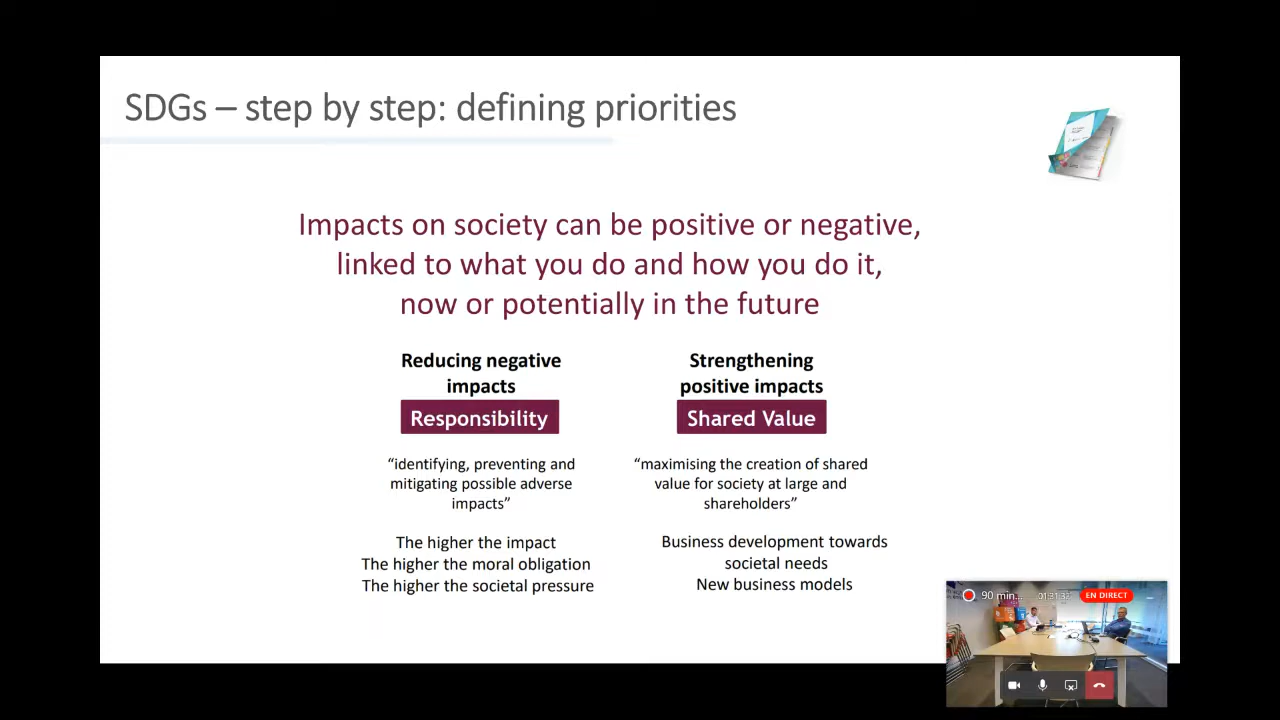 SDGs – step by step: defining priorities
Impacts on society can be positive or negative,
linked to what you do and how you do it,
now or potentially in the future
Reducing negative
impacts
Responsibility
“identifying, preventing and
mitigating possible adverse
impacts”
The higher the impact
The higher the moral obligation
The higher the societal pressure
Strengthening
positive impacts
Shared Value
“maximising the creation of shared
value for society at large and
shareholders”
Business development towards
societal needs
New business models
90 min... 01:31:32 EN DIRECT